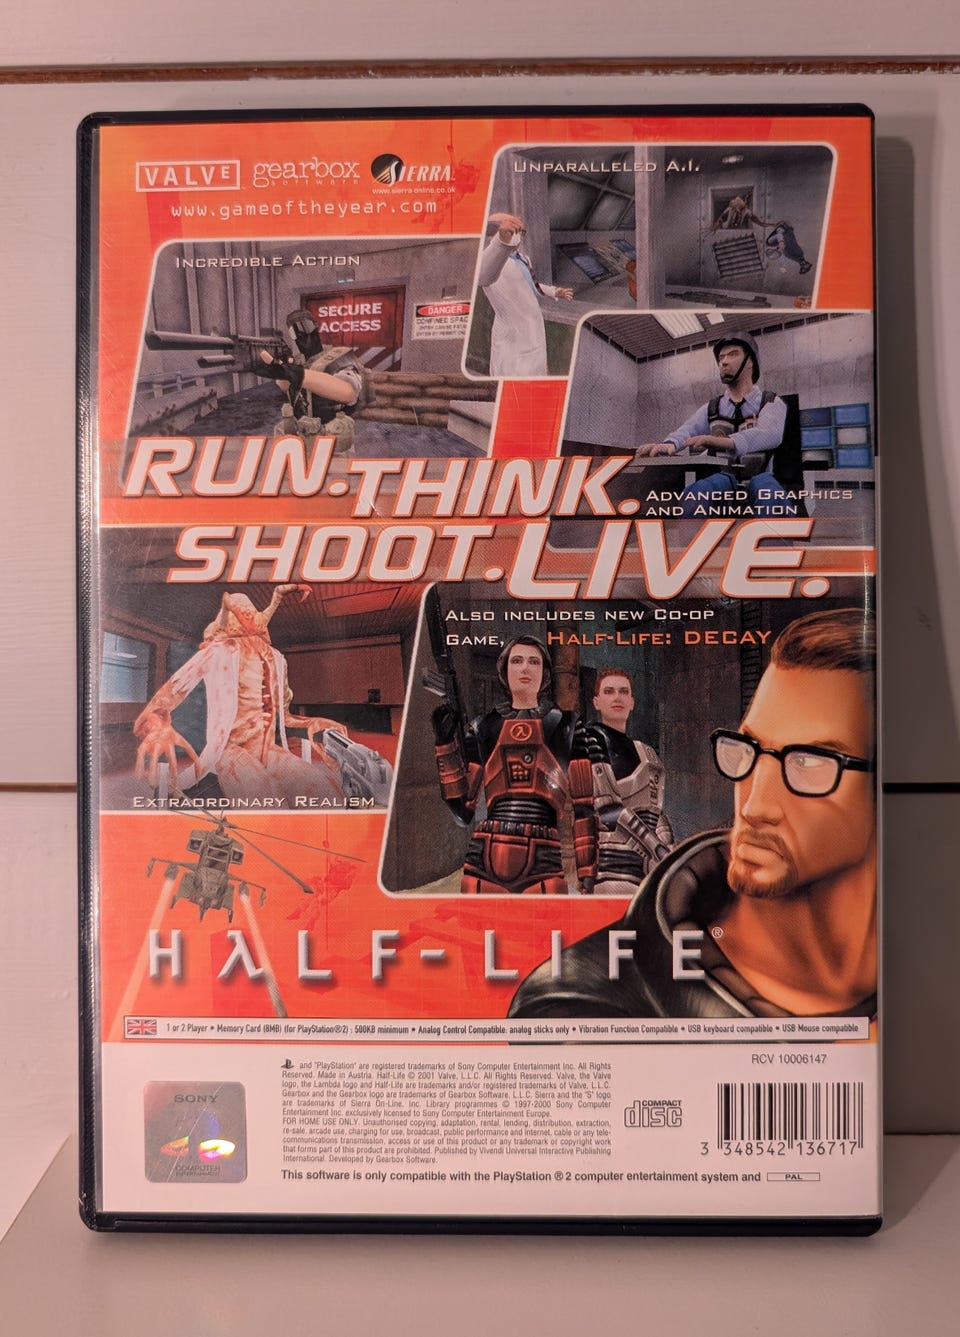 VALVE
gearbox
software
SIERRA
www.sierra-online.co.uk
www.gameoftheyear.com
UNPARALLELED A.I.
INCREDIBLE ACTION
SECURE
ACCESS
DANGER
CONFINED SPACE
RUN. THINK.
SHOOT. LIVE.
ADVANCED GRAPHICS
AND ANIMATION
ALSO INCLUDES NEW CO-OP
GAME, HALF-LIFE: DECAY
EXTRAORDINARY REALISM
HλLF-LIFE®
1 or 2 Player • Memory Card (8MB) (for PlayStation®2) : 500KB minimum • Analog Control Compatible: analog sticks only • Vibration Function Compatible • USB keyboard compatible • USB Mouse compatible
and "PlayStation" are registered trademarks of Sony Computer Entertainment Inc. All Rights
Reserved. Made in Austria. Half-Life © 2001 Valve, L.L.C. All Rights Reserved. Valve, the Valve
logo, the Lambda logo and Half-Life are trademarks and/or registered trademarks of Valve, L.L.C.
Gearbox and the Gearbox logo are trademarks of Gearbox Software, L.L.C. Sierra and the "S" logo
are trademarks of Sierra On-Line, Inc. Library programmes © 1997-2000 Sony Computer
Entertainment Inc. exclusively licensed to Sony Computer Entertainment Europe.
FOR HOME USE ONLY. Unauthorised copying, adaptation, rental, lending, distribution, extraction,
re-sale, arcade use, charging for use, broadcast, public performance and internet, cable or any tele-
communications transmission, access or use of this product or any trademark or copyright work
that forms part of this product are prohibited. Published by Vivendi Universal Interactive Publishing
International. Developed by Gearbox Software.
This software is only compatible with the PlayStation®2 computer entertainment system and PAL
SONY
COMPUTER
ENTERTAINMENT
COMPACT
disc
RCV 10006147
3 348542 136717